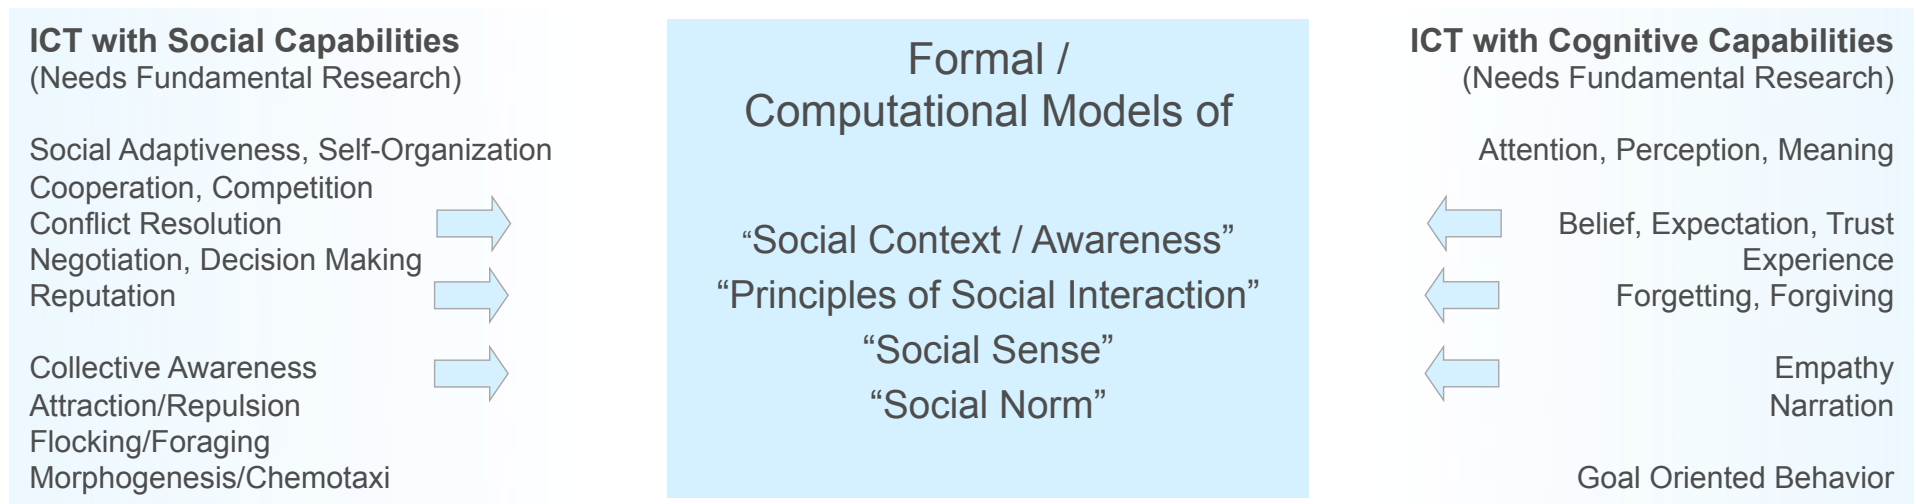 ICT with Social Capabilities
(Needs Fundamental Research)
Social Adaptiveness, Self-Organization
Cooperation, Competition
Conflict Resolution
Negotiation, Decision Making
Reputation
Collective Awareness
Attraction/Repulsion
Flocking/Foraging
Morphogenesis/Chemotaxi
Formal /
Computational Models of
“Social Context / Awareness”
“Principles of Social Interaction”
“Social Sense”
“Social Norm”
ICT with Cognitive Capabilities
(Needs Fundamental Research)
Attention, Perception, Meaning
Belief, Expectation, Trust
Experience
Forgetting, Forgiving
Empathy
Narration
Goal Oriented Behavior